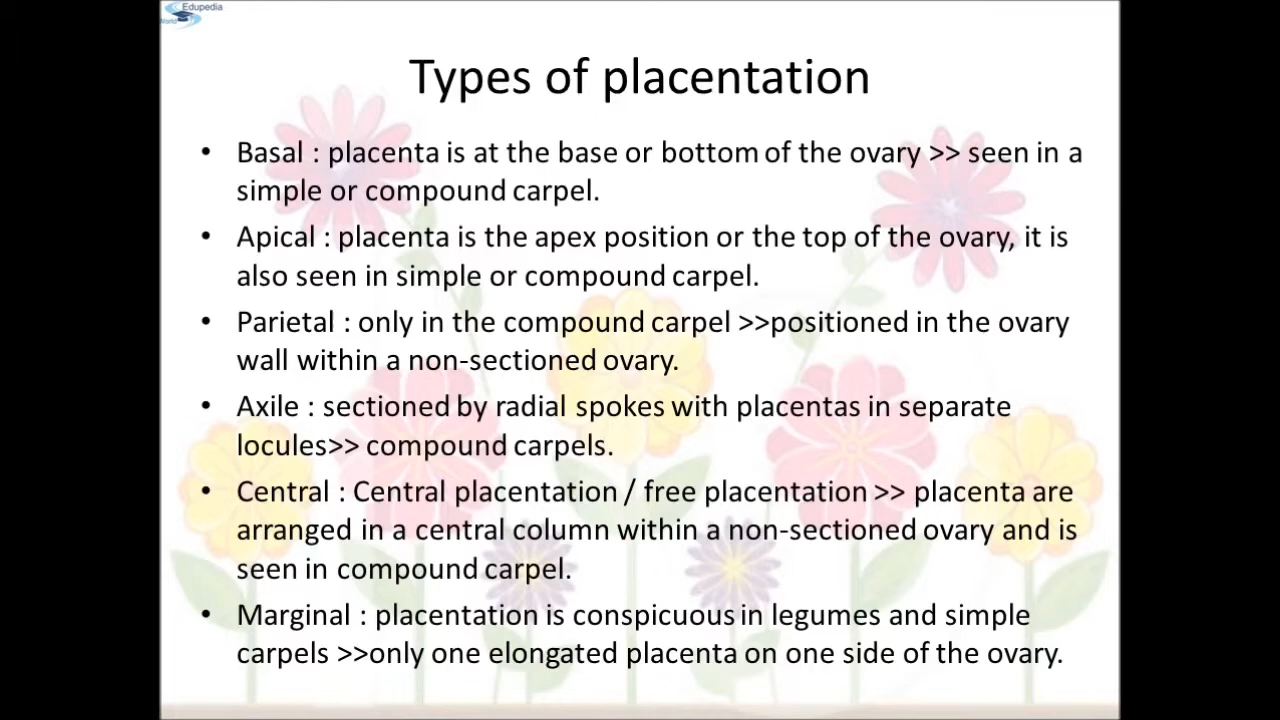 Edupedia
World
Types of placentation
• Basal : placenta is at the base or bottom of the ovary >> seen in a
simple or compound carpel.
• Apical : placenta is the apex position or the top of the ovary, it is
also seen in simple or compound carpel.
• Parietal : only in the compound carpel >>positioned in the ovary
wall within a non-sectioned ovary.
• Axile : sectioned by radial spokes with placentas in separate
locules>> compound carpels.
• Central : Central placentation / free placentation >> placenta are
arranged in a central column within a non-sectioned ovary and is
seen in compound carpel.
• Marginal : placentation is conspicuous in legumes and simple
carpels >>only one elongated placenta on one side of the ovary.